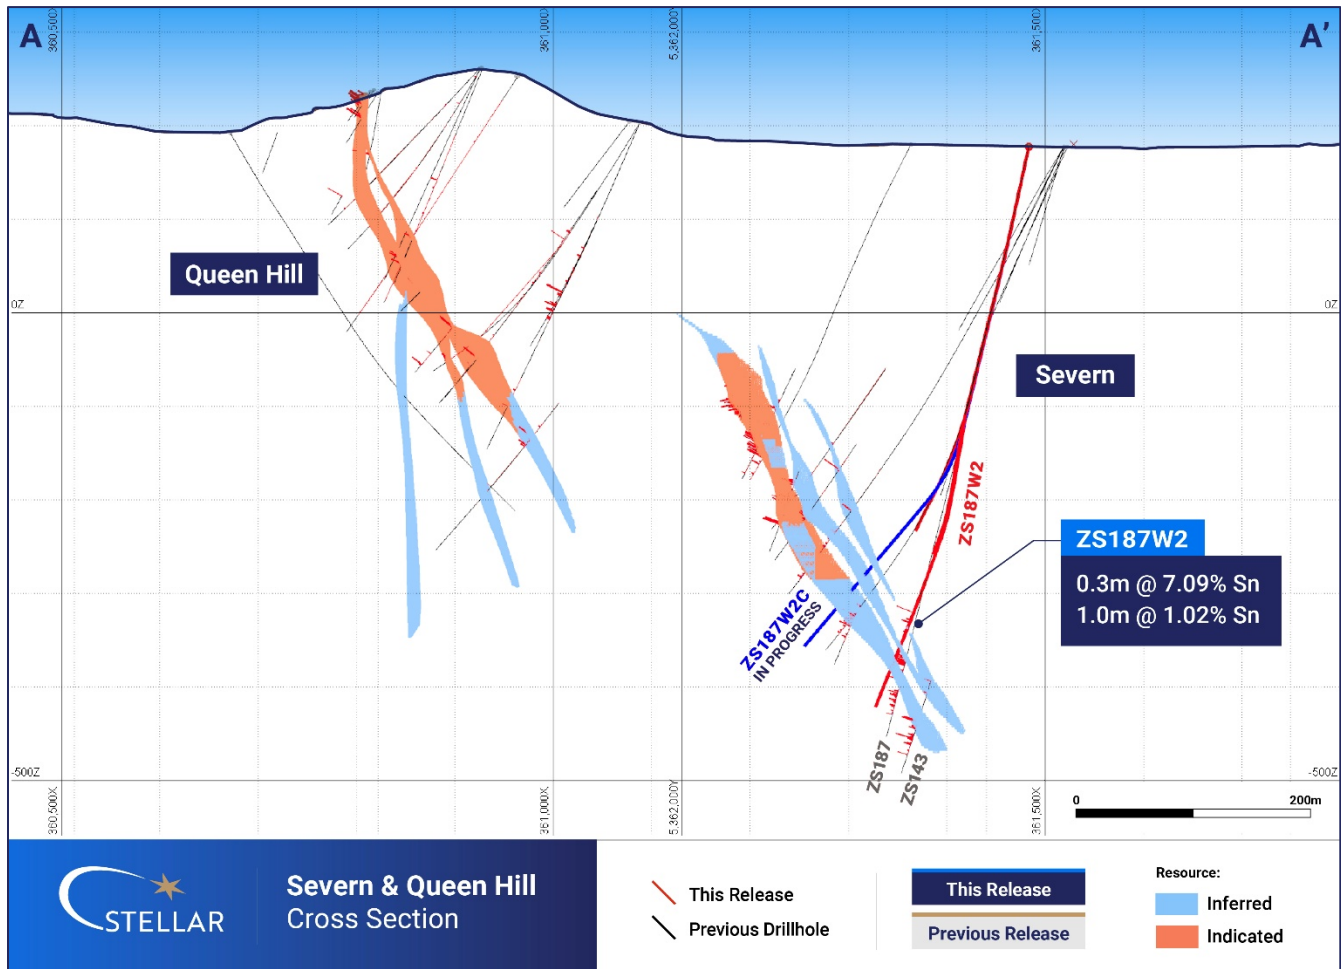 A
360,500X
361,000X
5,362,000Y
361,500X
A'
Queen Hill
0Z
0Z
Severn
ZS187W2
ZS187W2
0.3m @ 7.09% Sn
1.0m @ 1.02% Sn
ZS187W2C
IN PROGRESS
ZS187
ZS143
-500Z
-500Z
360,500X
361,000X
5,362,000Y
361,500X
0
200m
STELLAR
Severn & Queen Hill
Cross Section
This Release
Previous Drillhole
This Release
Previous Release
Resource:
Inferred
Indicated